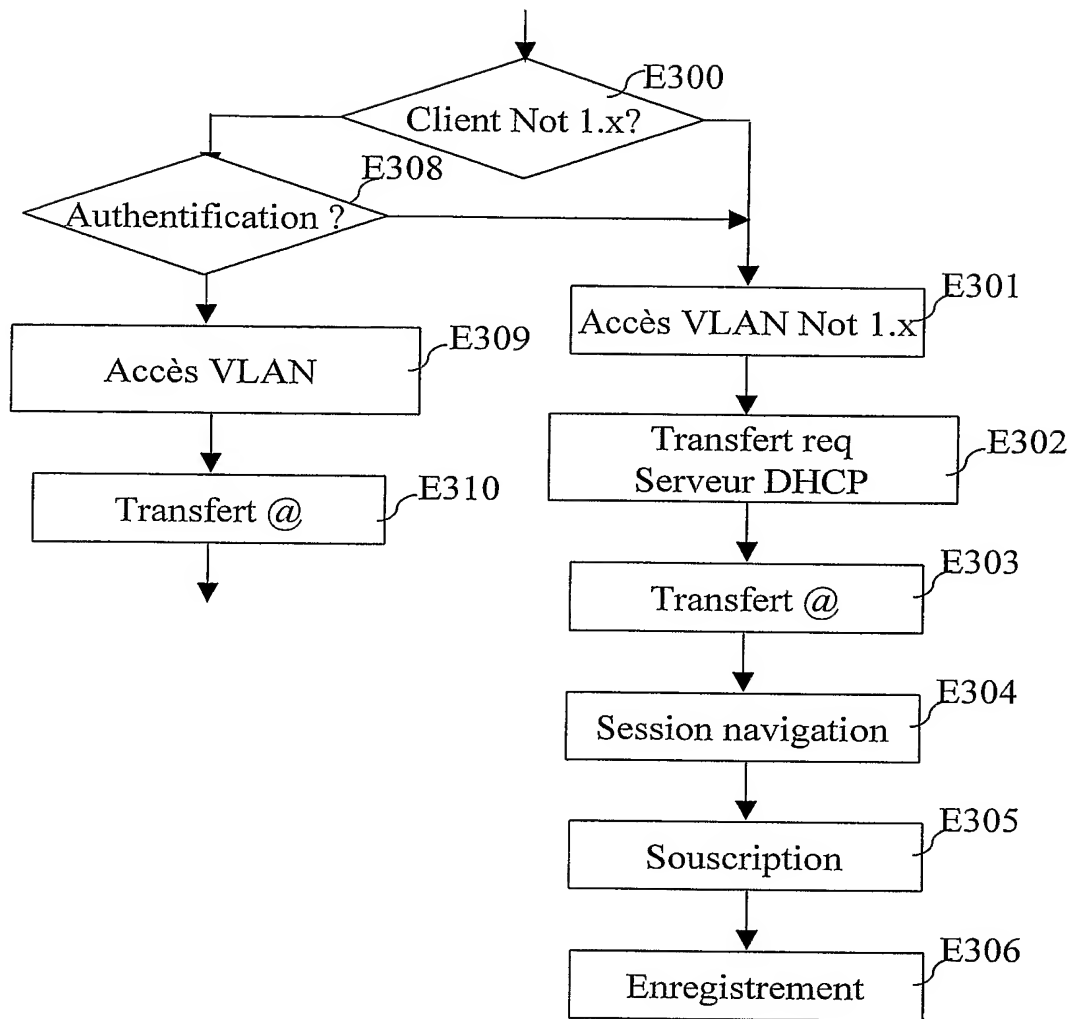 E300
Client Not 1.x?
E308
Authentification ?
E301
Accès VLAN Not 1.x
E309
Accès VLAN
E302
Transfert req
Serveur DHCP
E310
Transfert @
E303
Transfert @
E304
Session navigation
E305
Souscription
E306
Enregistrement